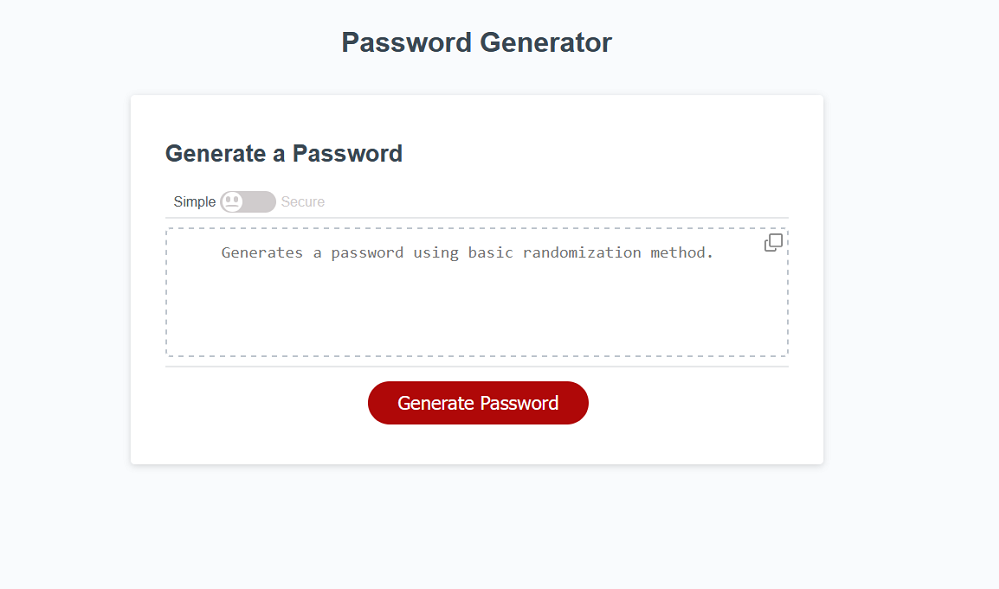 Password Generator
Generate a Password
Simple Secure
Generates a password using basic randomization method.
Generate Password